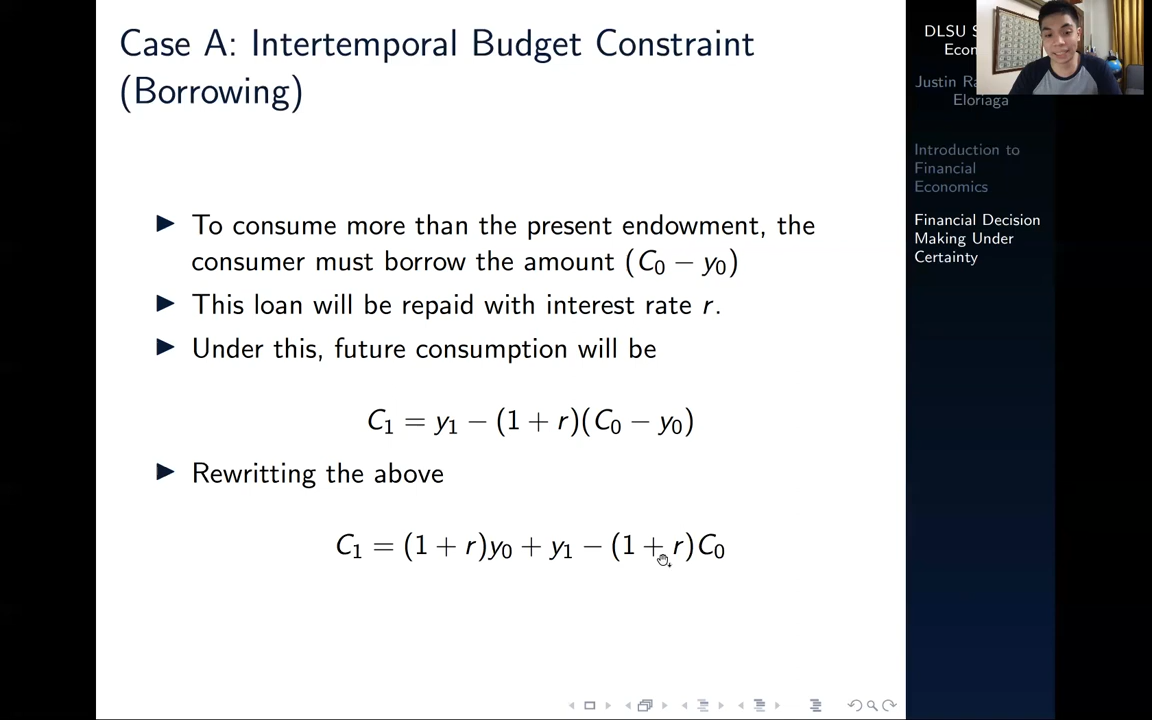 Case A: Intertemporal Budget Constraint
(Borrowing)
To consume more than the present endowment, the
consumer must borrow the amount (C₀ − y₀)
This loan will be repaid with interest rate r.
Under this, future consumption will be
C₁ = y₁ − (1 + r)(C₀ − y₀)
Rewritting the above
C₁ = (1 + r)y₀ + y₁ − (1 + r)C₀
DLSU
Justin
Eloriaga
Introduction to
Financial
Economics
Financial Decision
Making Under
Certainty